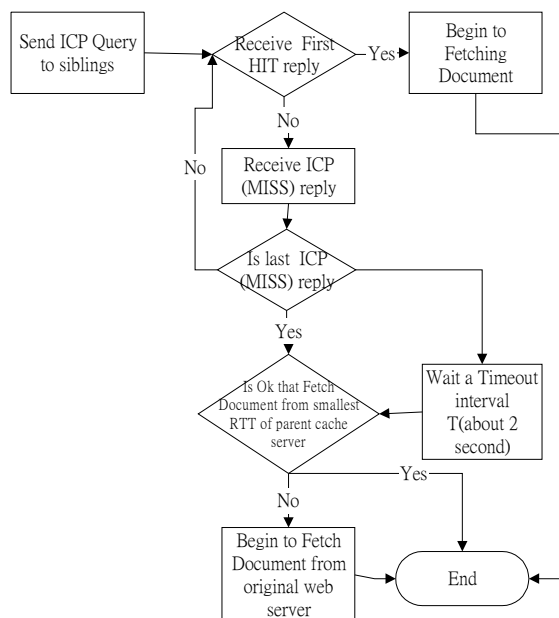 Send ICP Query
to siblings
Receive First
HIT reply
Yes
Begin to
Fetching
Document
No
No
Receive ICP
(MISS) reply
Is last ICP
(MISS) reply
Yes
Is Ok that Fetch
Document from smallest
RTT of parent cache
server
Wait a Timeout
interval
T(about 2
second)
Yes
No
Begin to Fetch
Document from
original web
server
End